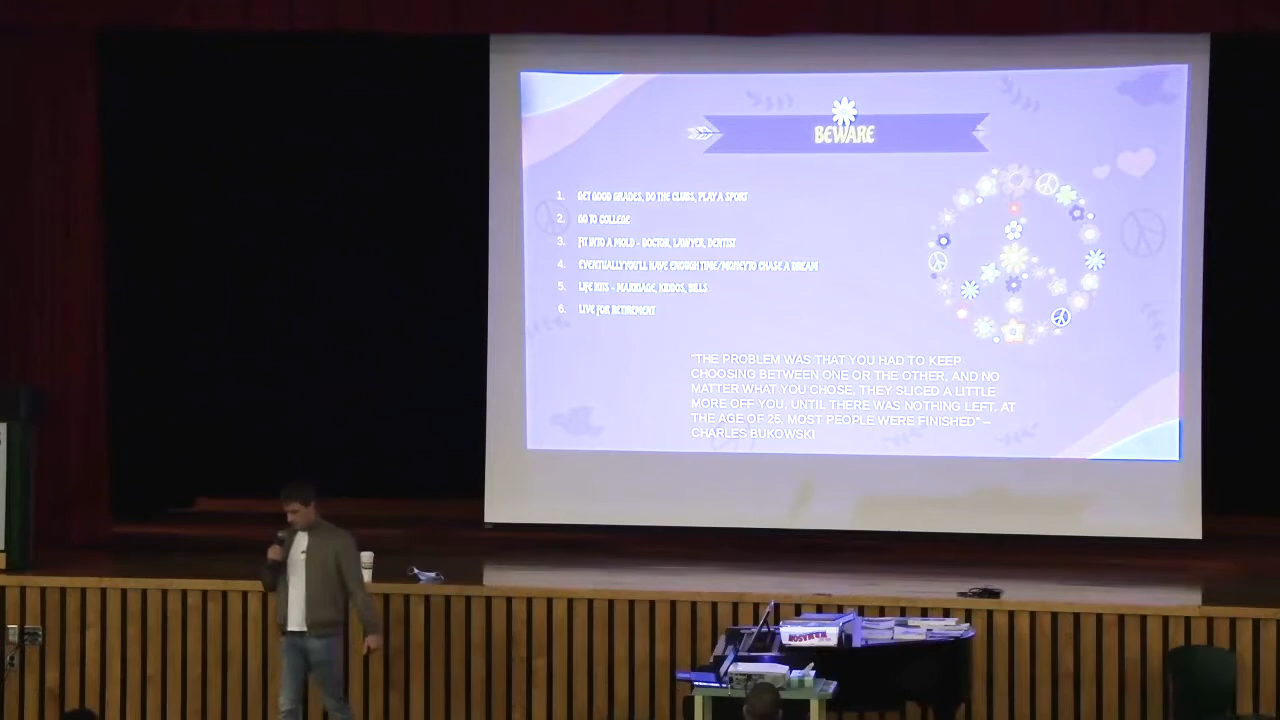 BEWARE
1. GET GOOD GRADES, DO THE CLUBS, PLAY A SPORT
2. GO TO COLLEGE
3. FIT INTO A MOLD - DOCTOR, LAWYER, DENTIST
4. EVENTUALLY YOU'LL HAVE ENOUGH TIME/MONEY TO CHASE A DREAM
5. LIFE HITS - MARRIAGE, KIDDOS, BILLS
6. LIVE FOR RETIREMENT
"THE PROBLEM WAS THAT YOU HAD TO KEEP
CHOOSING BETWEEN ONE OR THE OTHER, AND NO
MATTER WHAT YOU CHOSE, THEY SLICED A LITTLE
MORE OFF YOU, UNTIL THERE WAS NOTHING LEFT. AT
THE AGE OF 25, MOST PEOPLE WERE FINISHED" –
CHARLES BUKOWSKI